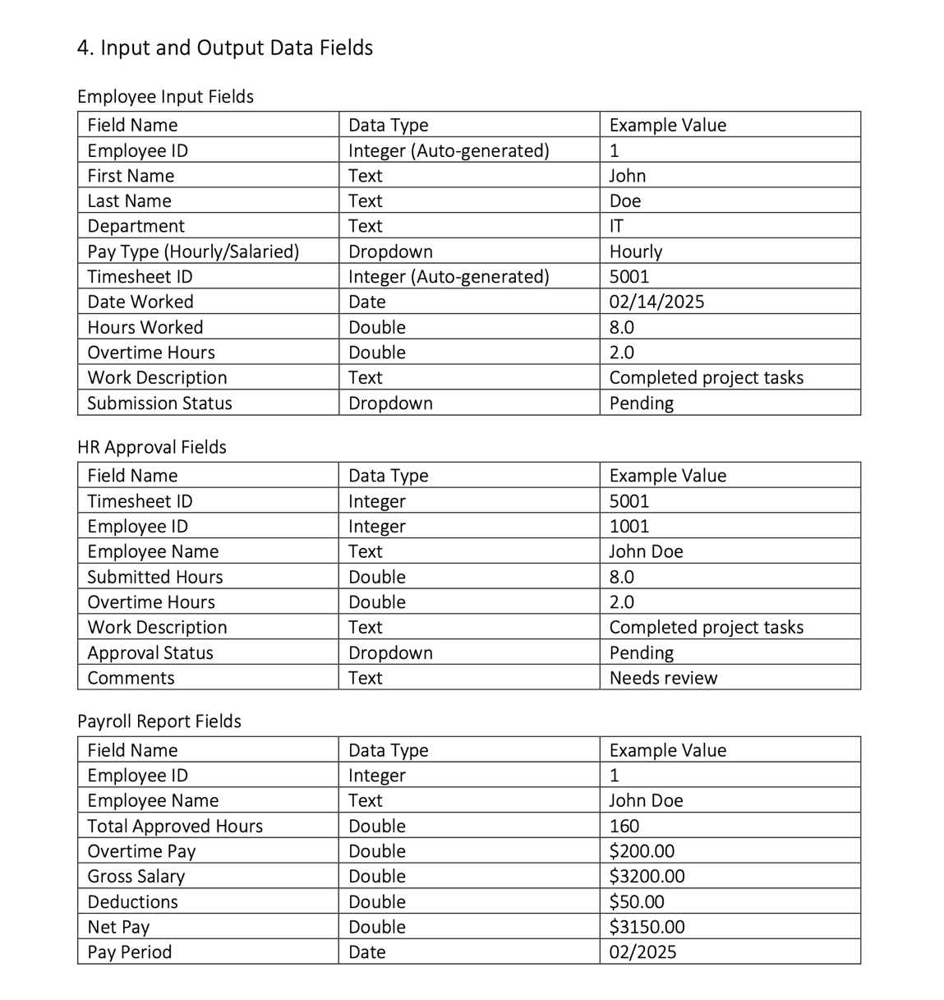 4. Input and Output Data Fields
Employee Input Fields
Field Name Data Type Example Value
Employee ID Integer (Auto-generated) 1
First Name Text John
Last Name Text Doe
Department Text IT
Pay Type (Hourly/Salaried) Dropdown Hourly
Timesheet ID Integer (Auto-generated) 5001
Date Worked Date 02/14/2025
Hours Worked Double 8.0
Overtime Hours Double 2.0
Work Description Text Completed project tasks
Submission Status Dropdown Pending
HR Approval Fields
Field Name Data Type Example Value
Timesheet ID Integer 5001
Employee ID Integer 1001
Employee Name Text John Doe
Submitted Hours Double 8.0
Overtime Hours Double 2.0
Work Description Text Completed project tasks
Approval Status Dropdown Pending
Comments Text Needs review
Payroll Report Fields
Field Name Data Type Example Value
Employee ID Integer 1
Employee Name Text John Doe
Total Approved Hours Double 160
Overtime Pay Double $200.00
Gross Salary Double $3200.00
Deductions Double $50.00
Net Pay Double $3150.00
Pay Period Date 02/2025